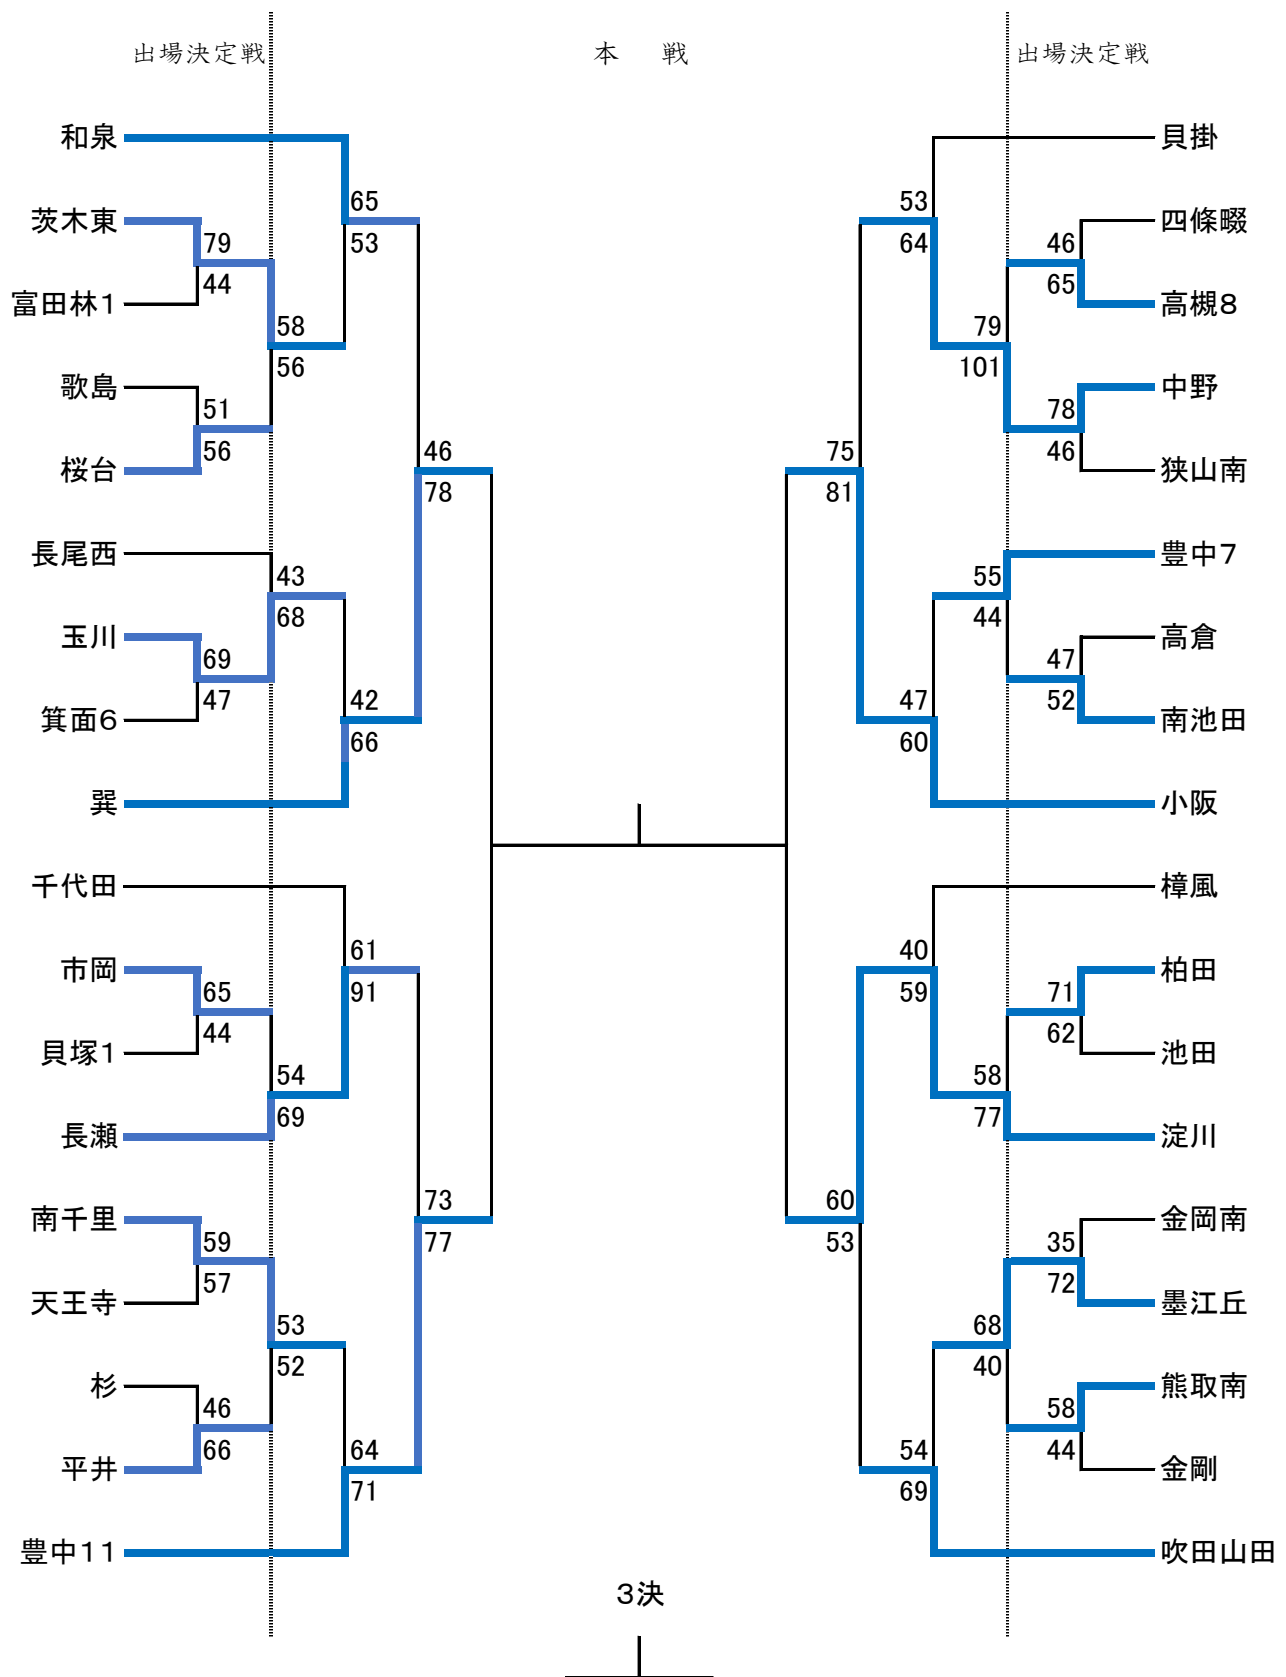 出場決定戦 本 戦 出場決定戦
和泉 貝掛
65 53
茨木東 四條畷
79 53 64 46
44 65
富田林1 高槻8
58 79
56 101
歌島 中野
51 78
56 46
桜台 46 75 狭山南
78 81
長尾西 豊中7
43 55
68 44
玉川 高倉
69 47
47 42 47 52
箕面6 南池田
66 60
巽 小阪
千代田 樟風
61 40
市岡 柏田
65 91 59 71
44 62
貝塚1 池田
54 58
69 77
長瀬 淀川
73 60
南千里 金岡南
59 77 53 35
57 72
天王寺 墨江丘
53 68
52 40
杉 熊取南
46 58
66 64 54 44
平井 金剛
71 69
豊中11 吹田山田
3決